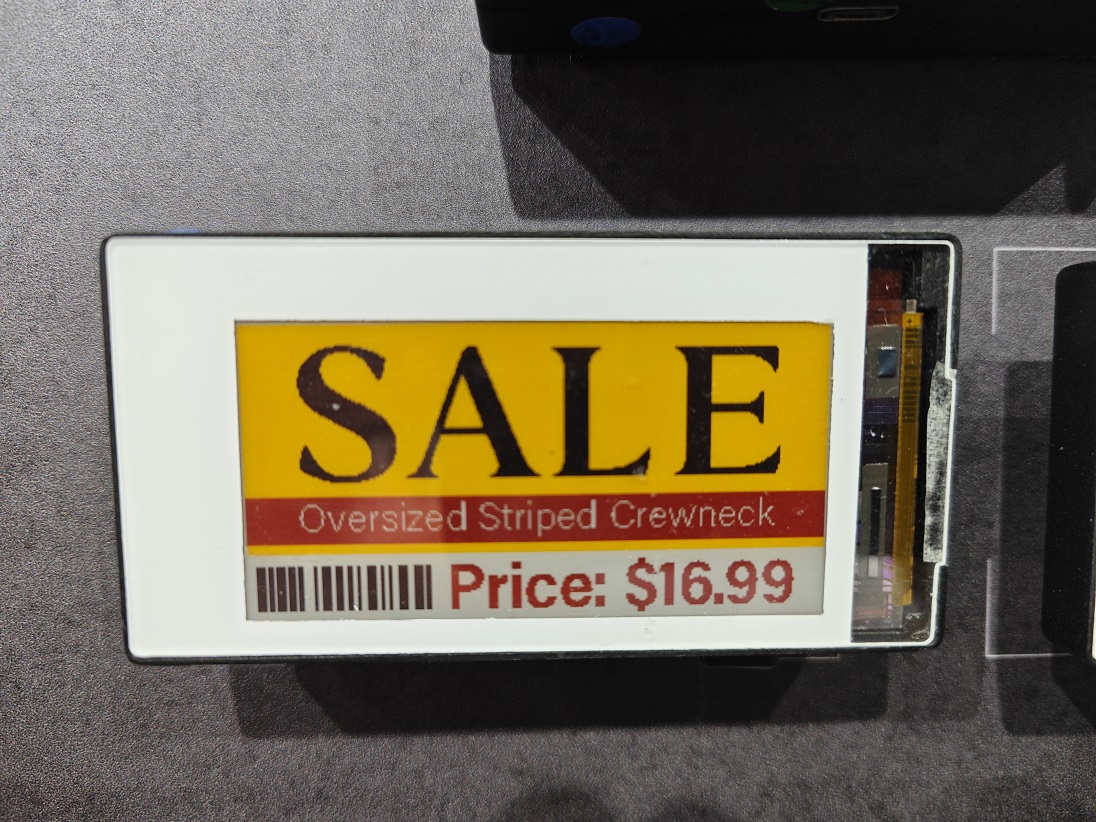 SALE
Oversized Striped Crewneck
Price: $16.99